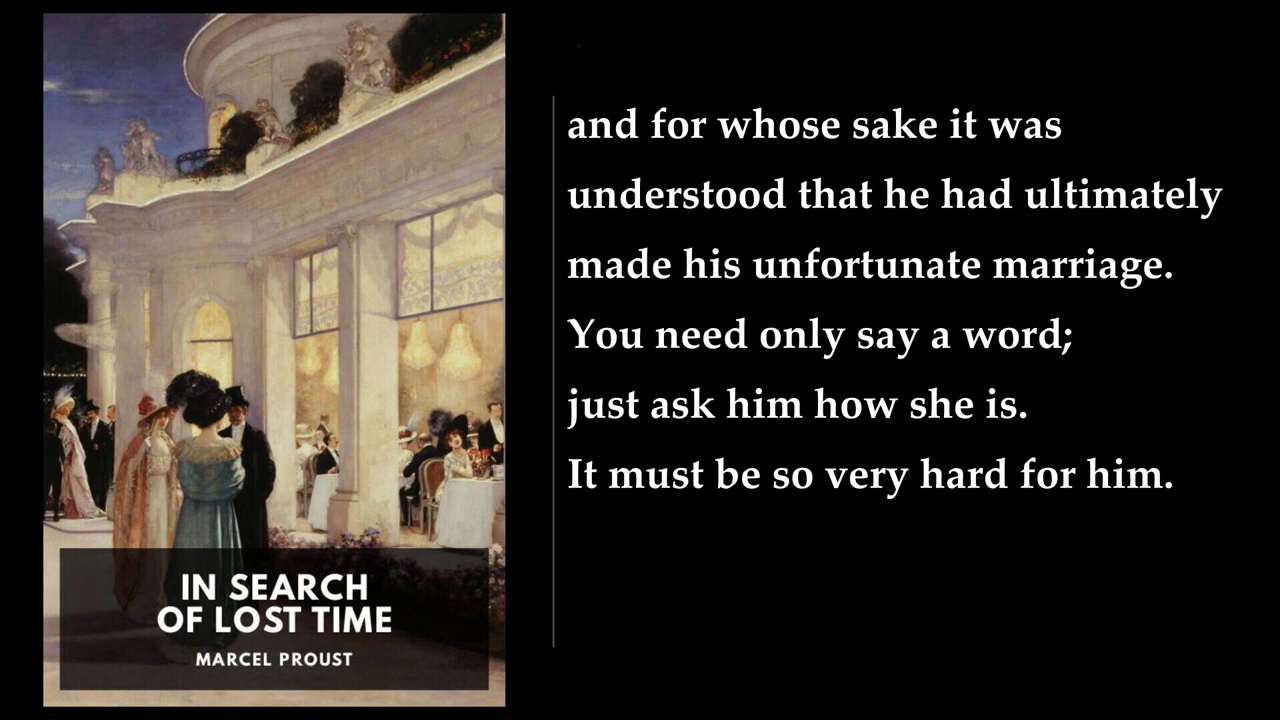 IN SEARCH
OF LOST TIME
MARCEL PROUST
and for whose sake it was
understood that he had ultimately
made his unfortunate marriage.
You need only say a word;
just ask him how she is.
It must be so very hard for him.